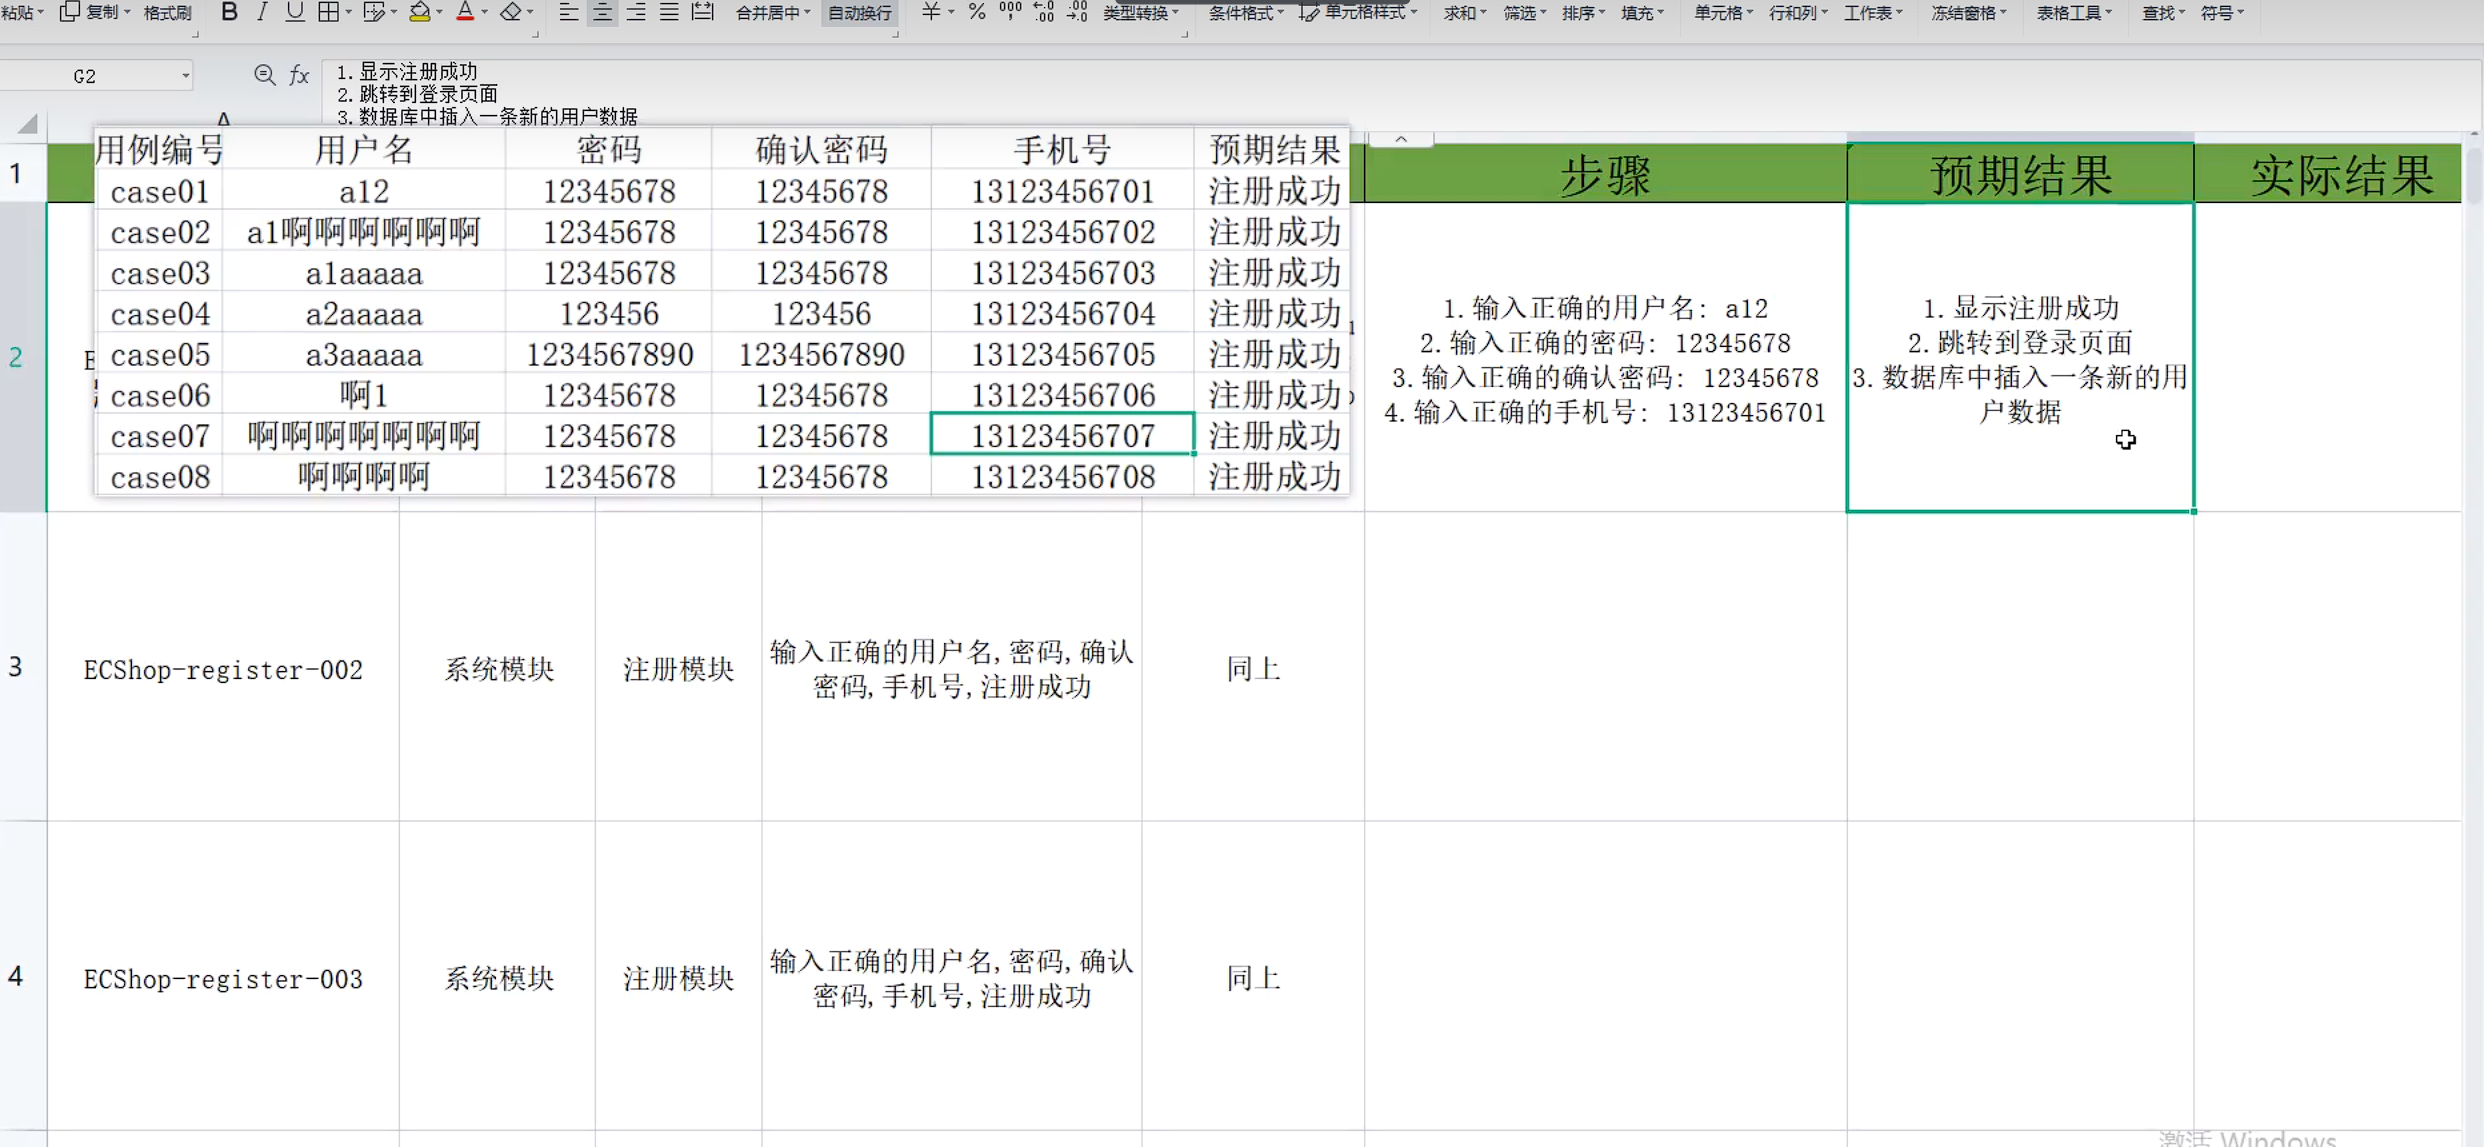 粘贴 复制 格式刷 B I U A 合并居中 自动换行 ¥ % 000 类型转换 条件格式 单元格样式 求和 筛选 排序 填充 单元格 行和列 工作表 冻结窗格 表格工具 查找 符号
G2 fx 1. 显示注册成功
2. 跳转到登录页面
3. 数据库中插入一条新的用户数据
A
用例编号 用户名 密码 确认密码 手机号 预期结果
case01 a12 12345678 12345678 13123456701 注册成功
case02 a1啊啊啊啊啊啊 12345678 12345678 13123456702 注册成功
case03 a1aaaaa 12345678 12345678 13123456703 注册成功
case04 a2aaaaa 123456 123456 13123456704 注册成功
case05 a3aaaaa 1234567890 1234567890 13123456705 注册成功
case06 啊1 12345678 12345678 13123456706 注册成功
case07 啊啊啊啊啊啊啊 12345678 12345678 13123456707 注册成功
case08 啊啊啊啊 12345678 12345678 13123456708 注册成功
1 步骤 预期结果 实际结果
2
1. 输入正确的用户名: a12
2. 输入正确的密码: 12345678
3. 输入正确的确认密码: 12345678
4. 输入正确的手机号: 13123456701
1. 显示注册成功
2. 跳转到登录页面
3. 数据库中插入一条新的用
户数据
3 ECShop-register-002 系统模块 注册模块
输入正确的用户名, 密码, 确认
密码, 手机号, 注册成功
同上
4 ECShop-register-003 系统模块 注册模块
输入正确的用户名, 密码, 确认
密码, 手机号, 注册成功
同上
激活 Windows